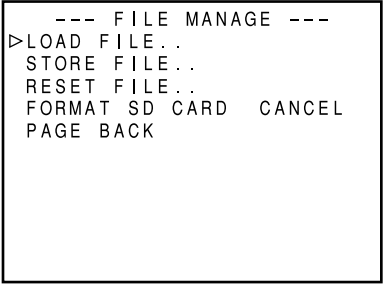 --- FILE MANAGE ---
▷LOAD FILE..
STORE FILE..
RESET FILE..
FORMAT SD CARD CANCEL
PAGE BACK